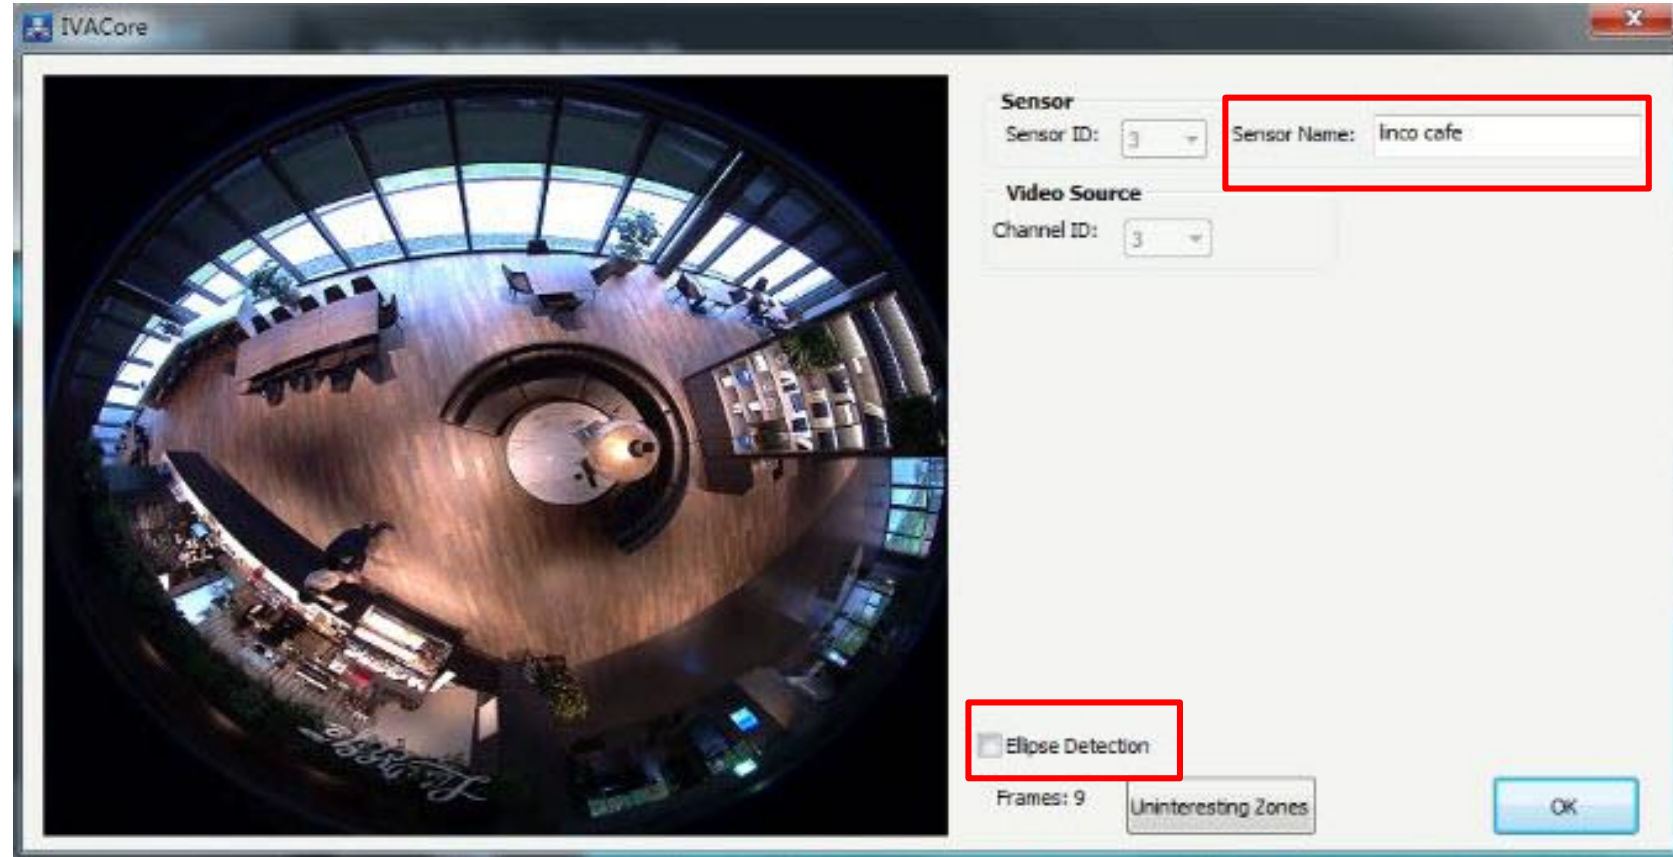 IVACore
Sensor
Sensor ID: 3 Sensor Name: linco cafe
Video Source
Channel ID: 3
Ellipse Detection
Frames: 9 Uninteresting Zones OK